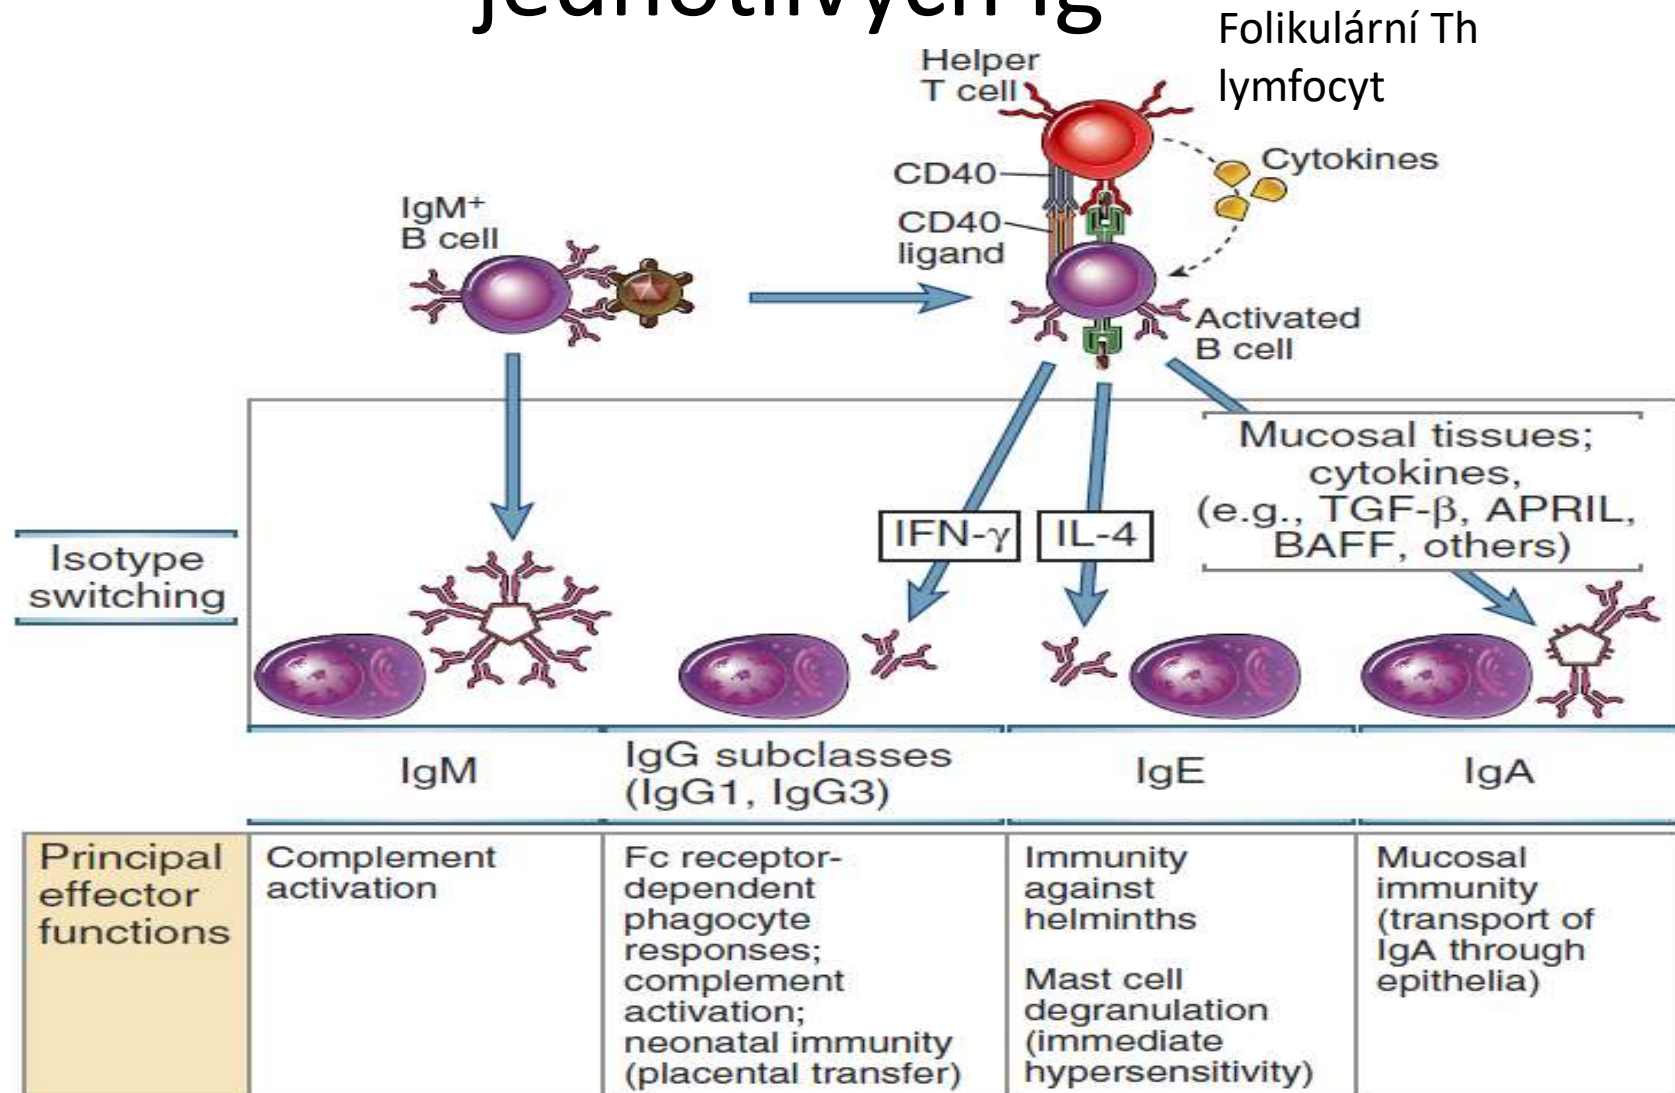 jednotlivých Ig
Folikulární Th
lymfocyt
Helper
T cell
Cytokines
CD40
CD40
ligand
IgM+
B cell
Activated
B cell
Mucosal tissues;
cytokines,
(e.g., TGF-β, APRIL,
BAFF, others)
IFN-γ
IL-4
Isotype
switching
IgM
IgG subclasses
(IgG1, IgG3)
IgE
IgA
Principal
effector
functions
Complement
activation
Fc receptor-
dependent
phagocyte
responses;
complement
activation;
neonatal immunity
(placental transfer)
Immunity
against
helminths
Mast cell
degranulation
(immediate
hypersensitivity)
Mucosal
immunity
(transport of
IgA through
epithelia)